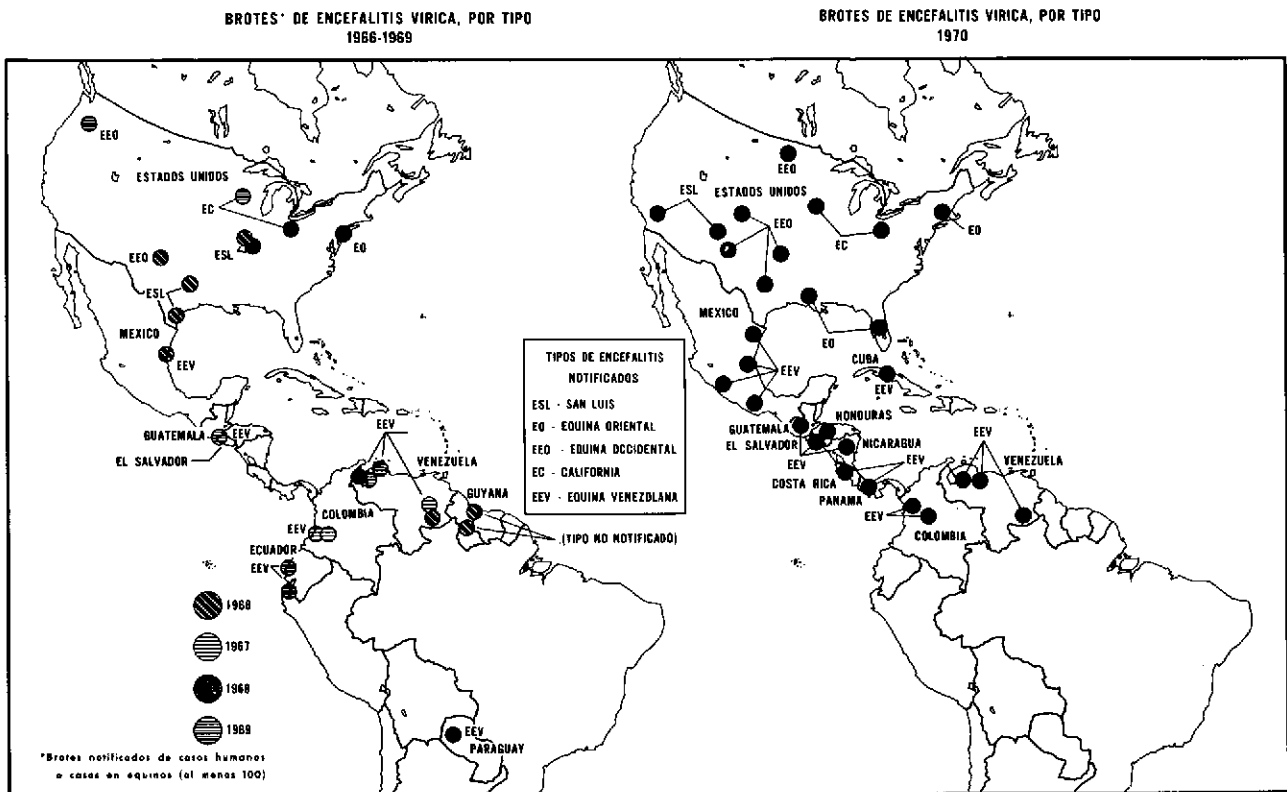 BROTES* DE ENCEFALITIS VIRICA, POR TIPO
1966-1969
EEO
ESTADOS UNIDOS
EC
EO
ESL
EEO
ESL
MEXICO
EEV
GUATEMALA
EEV
EL SALVADOR
EEV
VENEZUELA
GUYANA
COLOMBIA
EEV
(TIPO NO NOTIFICADO)
ECUADOR
EEV
1967
1968
1969
EEV
PARAGUAY
*Brotes notificados de casos humanos
o casos en equinos (al menos 100)
TIPOS DE ENCEFALITIS
NOTIFICADOS
ESL - SAN LUIS
EO - EQUINA ORIENTAL
EEO - EQUINA OCCIDENTAL
EC - CALIFORNIA
EEV - EQUINA VENEZOLANA
BROTES DE ENCEFALITIS VIRICA, POR TIPO
1970
EEO
ESL
ESTADOS UNIDOS
EEO
EO
EC
MEXICO
EO
CUBA
EEV
EEV
HONDURAS
GUATEMALA
EL SALVADOR
NICARAGUA
EEV
EEV
EEV
VENEZUELA
COSTA RICA
PANAMA
EEV
COLOMBIA